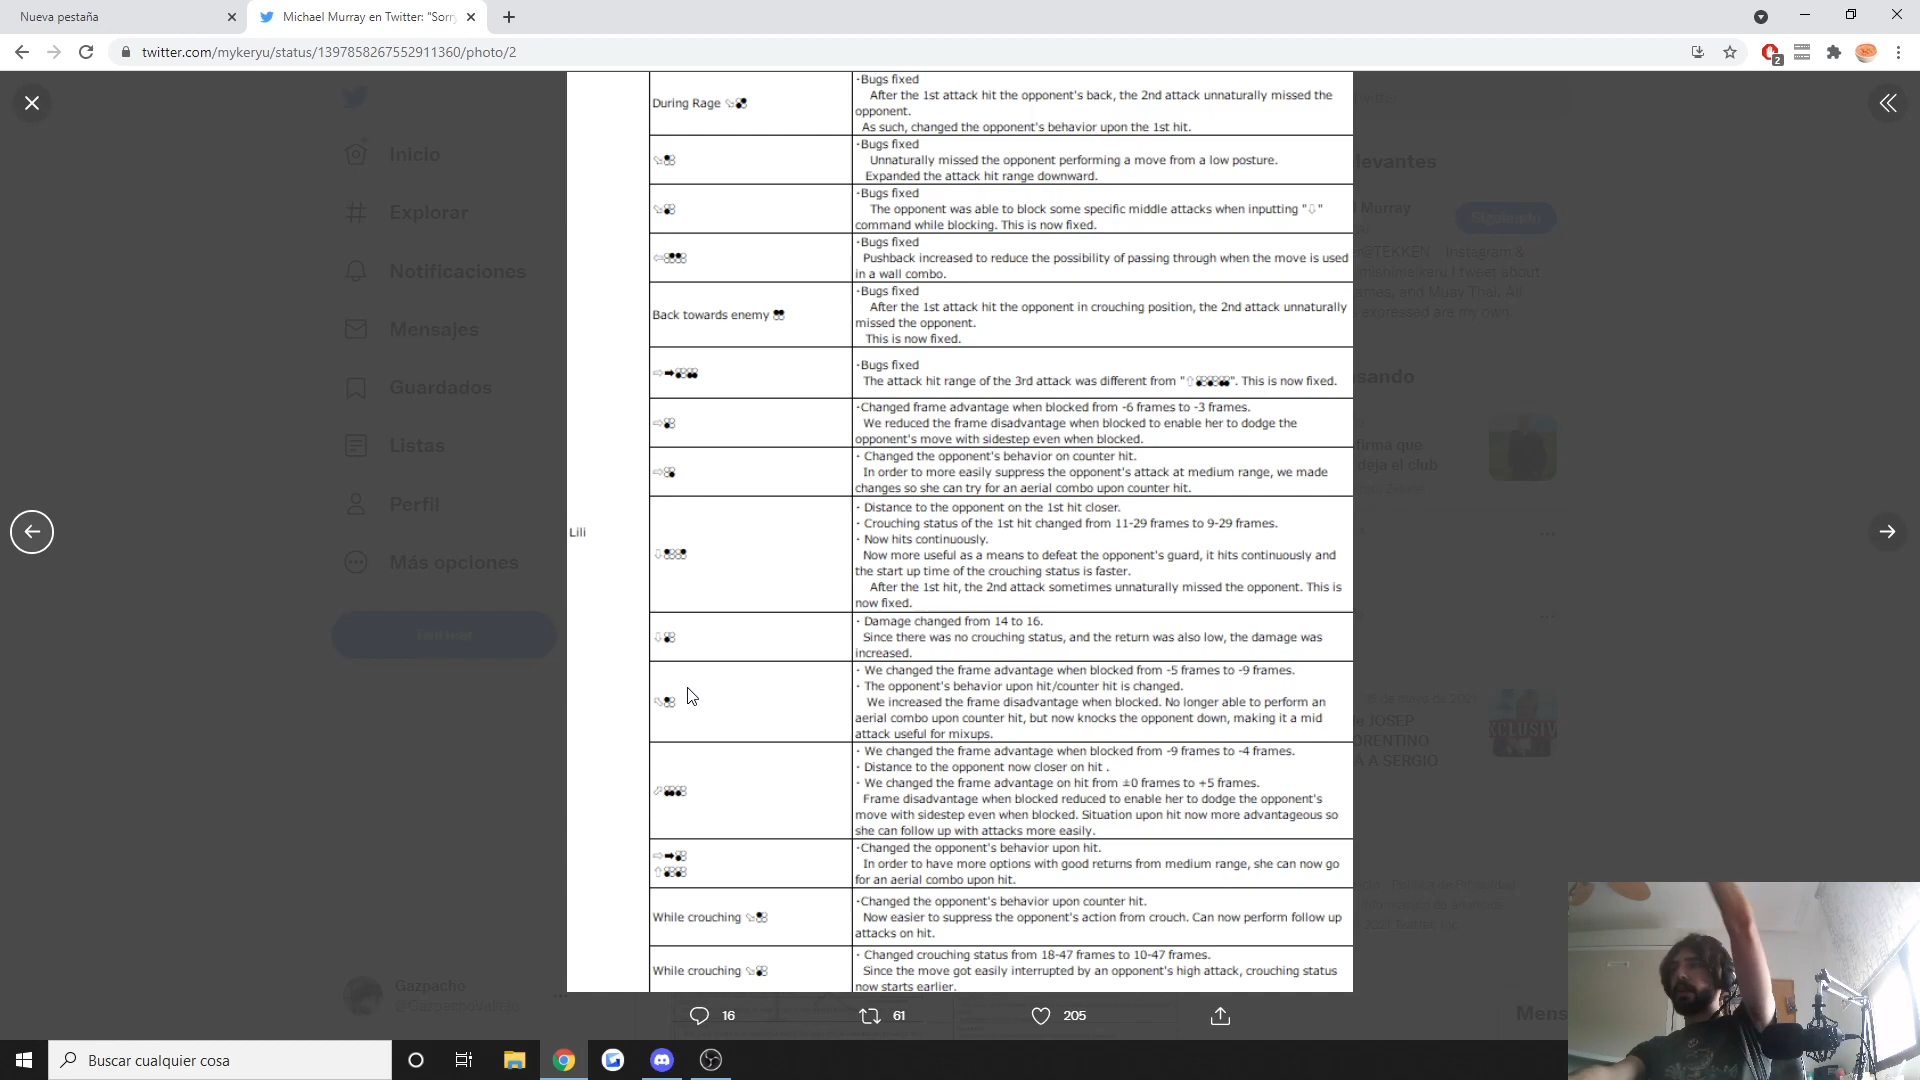 Nueva pestaña
Michael Murray en Twitter: "Sorr
twitter.com/mykeryu/status/1397858267552911360/photo/2
2
During Rage
·Bugs fixed
After the 1st attack hit the opponent's back, the 2nd attack unnaturally missed the
opponent.
As such, changed the opponent's behavior upon the 1st hit.
·Bugs fixed
Unnaturally missed the opponent performing a move from a low posture.
Expanded the attack hit range downward.
·Bugs fixed
The opponent was able to block some specific middle attacks when inputting "⇩"
command while blocking. This is now fixed.
·Bugs fixed
Pushback increased to reduce the possibility of passing through when the move is used
in a wall combo.
Back towards enemy
·Bugs fixed
After the 1st attack hit the opponent in crouching position, the 2nd attack unnaturally
missed the opponent.
This is now fixed.
·Bugs fixed
The attack hit range of the 3rd attack was different from "⇧". This is now fixed.
·Changed frame advantage when blocked from -6 frames to -3 frames.
We reduced the frame disadvantage when blocked to enable her to dodge the
opponent's move with sidestep even when blocked.
· Changed the opponent's behavior on counter hit.
In order to more easily suppress the opponent's attack at medium range, we made
changes so she can try for an aerial combo upon counter hit.
Lili
· Distance to the opponent on the 1st hit closer.
· Crouching status of the 1st hit changed from 11-29 frames to 9-29 frames.
· Now hits continuously.
Now more useful as a means to defeat the opponent's guard, it hits continuously and
the start up time of the crouching status is faster.
After the 1st hit, the 2nd attack sometimes unnaturally missed the opponent. This is
now fixed.
· Damage changed from 14 to 16.
Since there was no crouching status, and the return was also low, the damage was
increased.
· We changed the frame advantage when blocked from -5 frames to -9 frames.
· The opponent's behavior upon hit/counter hit is changed.
We increased the frame disadvantage when blocked. No longer able to perform an
aerial combo upon counter hit, but now knocks the opponent down, making it a mid
attack useful for mixups.
· We changed the frame advantage when blocked from -9 frames to -4 frames.
· Distance to the opponent now closer on hit .
· We changed the frame advantage on hit from ±0 frames to +5 frames.
Frame disadvantage when blocked reduced to enable her to dodge the opponent's
move with sidestep even when blocked. Situation upon hit now more advantageous so
she can follow up with attacks more easily.
·Changed the opponent's behavior upon hit.
In order to have more options with good returns from medium range, she can now go
for an aerial combo upon hit.
While crouching
·Changed the opponent's behavior upon counter hit.
Now easier to suppress the opponent's action from crouch. Can now perform follow up
attacks on hit.
While crouching
· Changed crouching status from 18-47 frames to 10-47 frames.
Since the move got easily interrupted by an opponent's high attack, crouching status
now starts earlier.
Inicio
Explorar
Notificaciones
Mensajes
Guardados
Listas
Perfil
Más opciones
Gazpacho
levantes
Murray
@TEKKEN Instagram &
I tweet about
and Muay Thai. All
expressed are my own.
sando
firma que
deja el club
JOSEP
A SERGIO
Mens
16
61
205
Buscar cualquier cosa